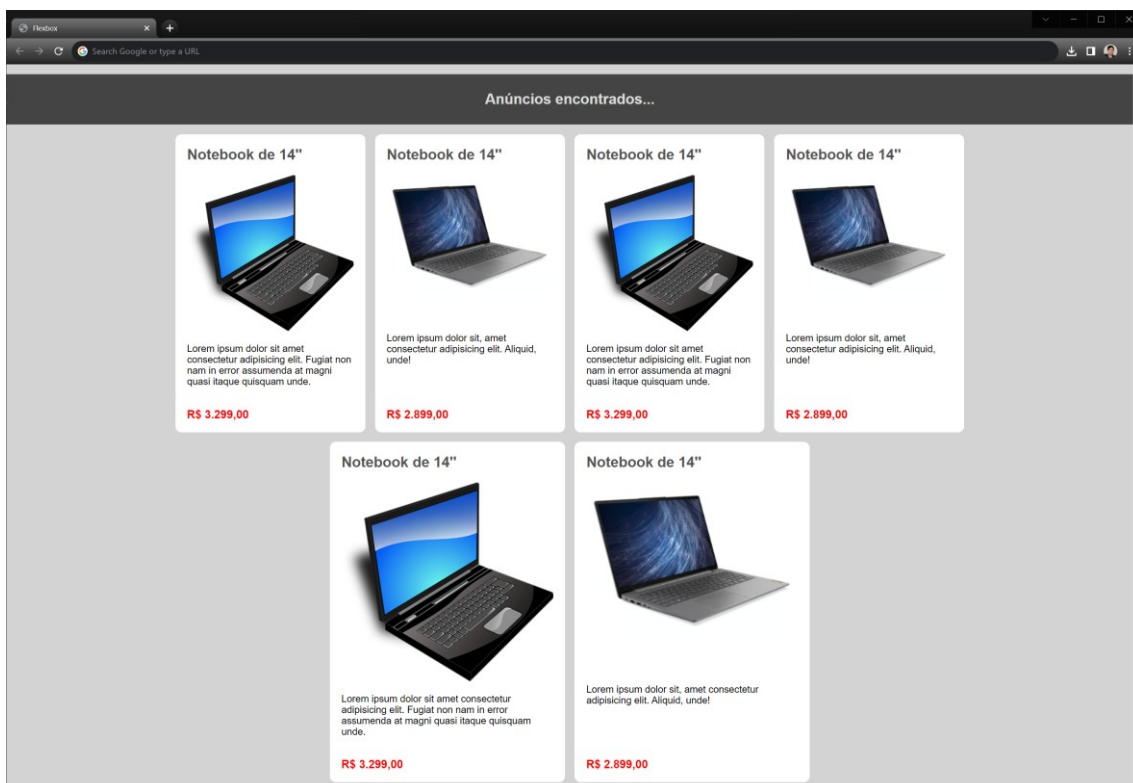 Flexbox
Search Google or type a URL
Anúncios encontrados...
Notebook de 14"
Lorem ipsum dolor sit amet
consectetur adipisicing elit. Fugiat non
nam in error assumenda at magni
quasi itaque quisquam unde.
R$ 3.299,00
Notebook de 14"
Lorem ipsum dolor sit, amet
consectetur adipisicing elit. Aliquid,
unde!
R$ 2.899,00
Notebook de 14"
Lorem ipsum dolor sit amet
consectetur adipisicing elit. Fugiat non
nam in error assumenda at magni
quasi itaque quisquam unde.
R$ 3.299,00
Notebook de 14"
Lorem ipsum dolor sit, amet
consectetur adipisicing elit. Aliquid,
unde!
R$ 2.899,00
Notebook de 14"
Lorem ipsum dolor sit amet consectetur
adipisicing elit. Fugiat non nam in error
assumenda at magni quasi itaque quisquam
unde.
R$ 3.299,00
Notebook de 14"
Lorem ipsum dolor sit, amet consectetur
adipisicing elit. Aliquid, unde!
R$ 2.899,00